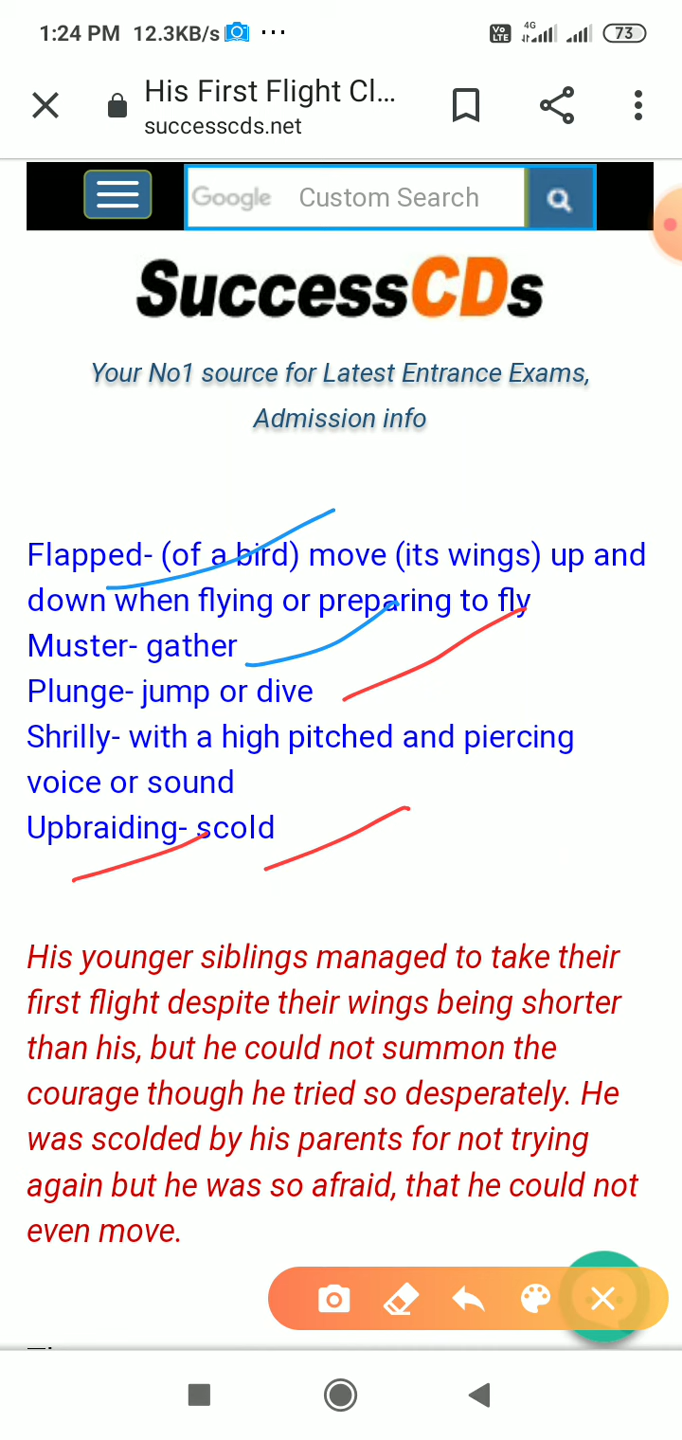 1:24 PM 12.3KB/s ... Vo LTE 4G 73
His First Flight Cl...
successcds.net
Google Custom Search
SuccessCDs
Your No1 source for Latest Entrance Exams,
Admission info
Flapped- (of a bird) move (its wings) up and
down when flying or preparing to fly
Muster- gather
Plunge- jump or dive
Shrilly- with a high pitched and piercing
voice or sound
Upbraiding- scold
His younger siblings managed to take their
first flight despite their wings being shorter
than his, but he could not summon the
courage though he tried so desperately. He
was scolded by his parents for not trying
again but he was so afraid, that he could not
even move.